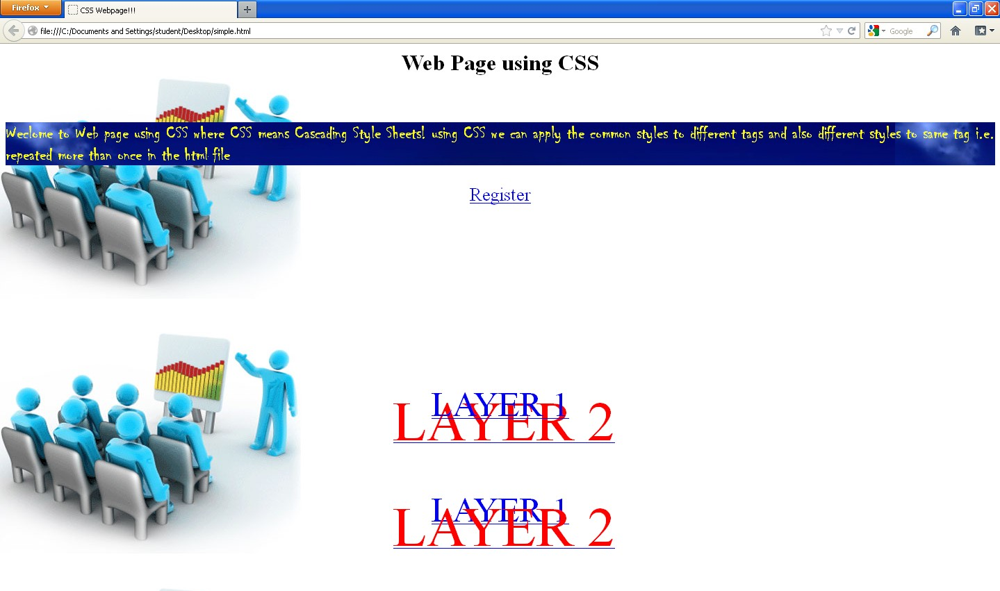 Firefox
CSS Webpage!!!
file:///C:/Documents and Settings/student/Desktop/simple.html
Google
Web Page using CSS
Weclome to Web page using CSS where CSS means Cascading Style Sheets! using CSS we can apply the common styles to different tags and also different styles to same tag i.e.
repeated more than once in the html file
Register
LAYER 1
LAYER 2
LAYER 1
LAYER 2